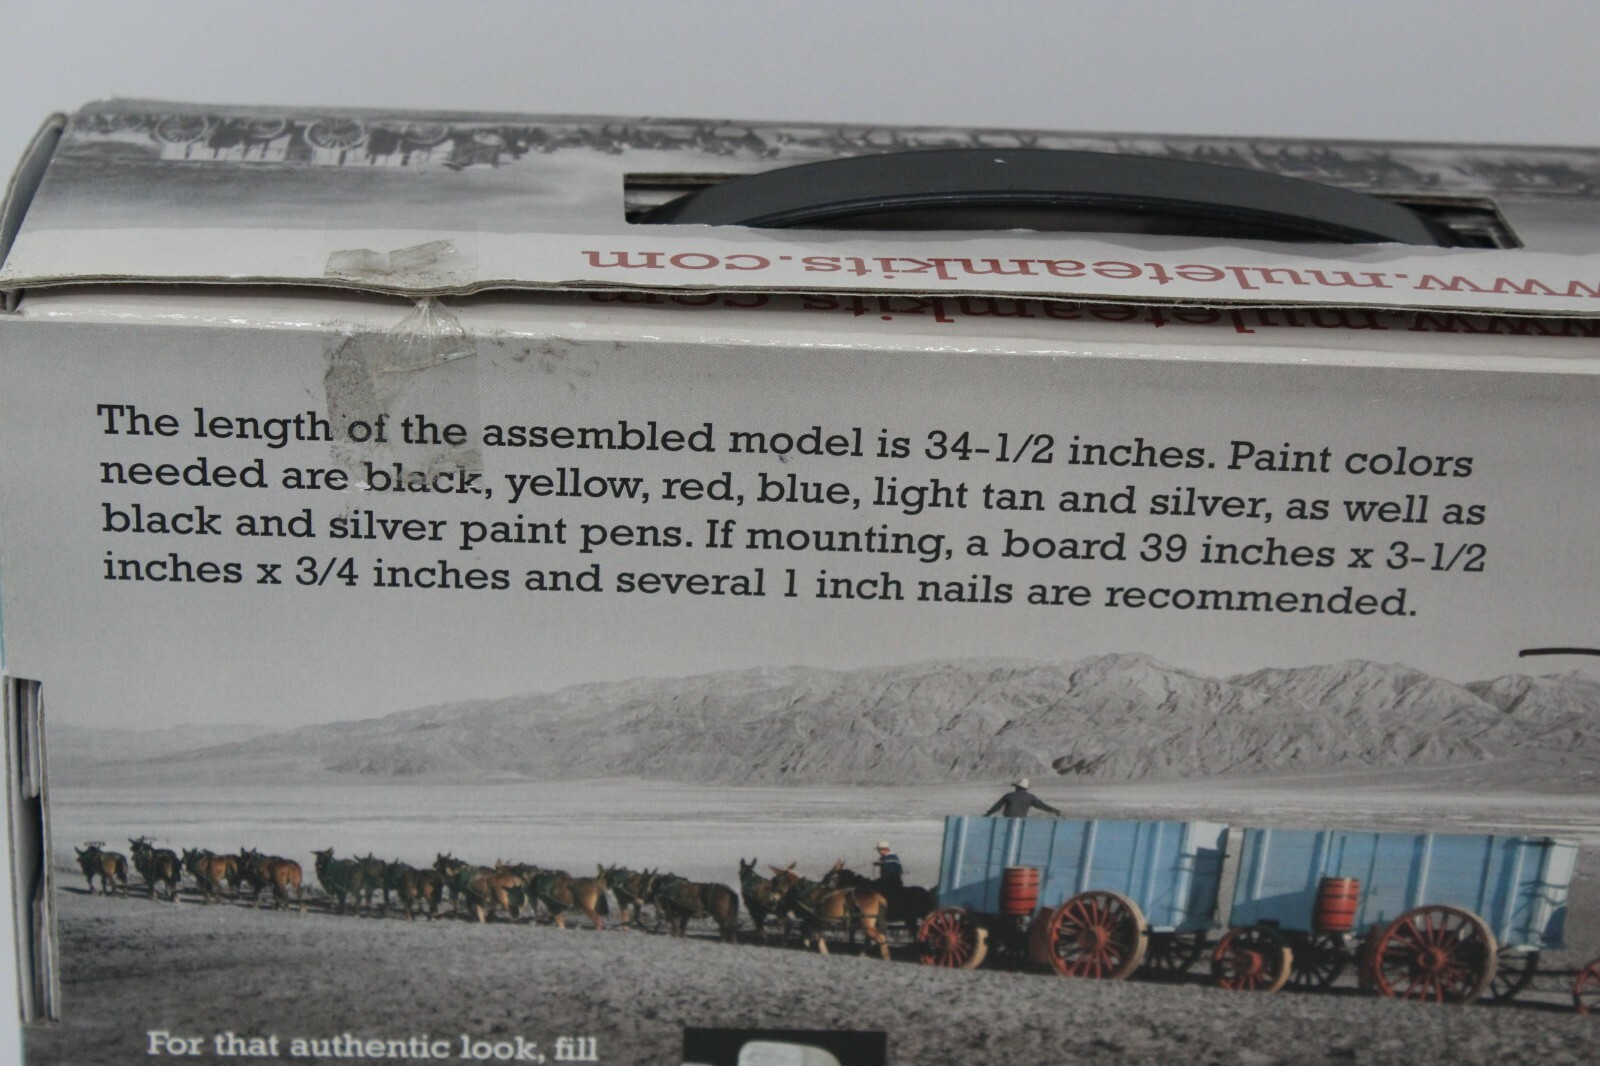 www.muleteamkits.com
www.muleteamkits.com
The length of the assembled model is 34-1/2 inches. Paint colors
needed are black, yellow, red, blue, light tan and silver, as well as
black and silver paint pens. If mounting, a board 39 inches x 3-1/2
inches x 3/4 inches and several 1 inch nails are recommended.
For that authentic look, fill